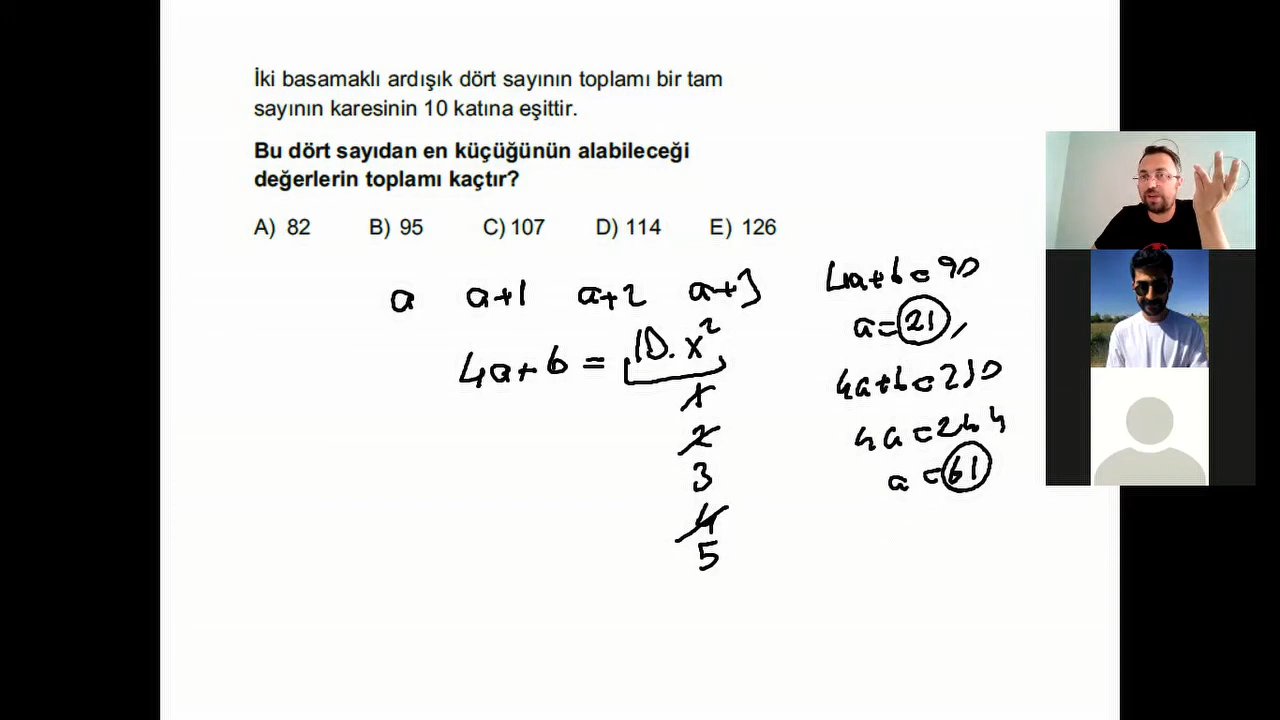 İki basamaklı ardışık dört sayının toplamı bir tam
sayının karesinin 10 katına eşittir.
Bu dört sayıdan en küçüğünün alabileceği
değerlerin toplamı kaçtır?
A) 82 B) 95 C) 107 D) 114 E) 126
a a+1 a+2 a+3
4a+6 = 10.x²
1
2
3
4
5
4a+6=90
a=21
4a+6=250
4a=244
a=61